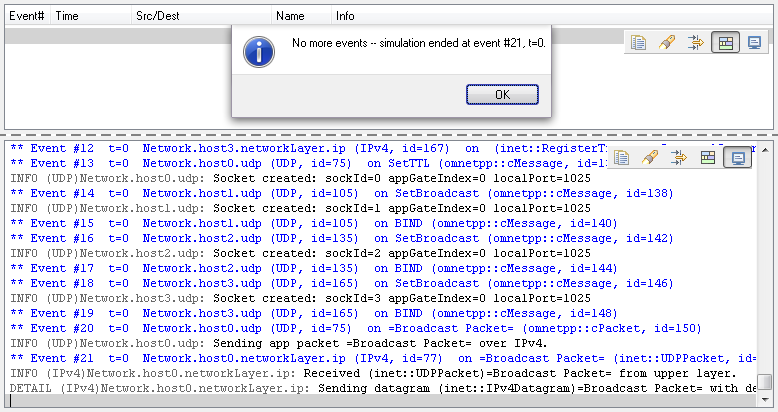 Event# Time Src/Dest Name Info
No more events -- simulation ended at event #21, t=0.
OK
** Event #12 t=0 Network.host3.networkLayer.ip (IPv4, id=167) on (inet::RegisterT
** Event #13 t=0 Network.host0.udp (UDP, id=75) on SetTTL (omnetpp::cMessage, id=1
INFO (UDP)Network.host0.udp: Socket created: sockId=0 appGateIndex=0 localPort=1025
** Event #14 t=0 Network.host1.udp (UDP, id=105) on SetBroadcast (omnetpp::cMessage, id=138)
INFO (UDP)Network.host1.udp: Socket created: sockId=1 appGateIndex=0 localPort=1025
** Event #15 t=0 Network.host1.udp (UDP, id=105) on BIND (omnetpp::cMessage, id=140)
** Event #16 t=0 Network.host2.udp (UDP, id=135) on SetBroadcast (omnetpp::cMessage, id=142)
INFO (UDP)Network.host2.udp: Socket created: sockId=2 appGateIndex=0 localPort=1025
** Event #17 t=0 Network.host2.udp (UDP, id=135) on BIND (omnetpp::cMessage, id=144)
** Event #18 t=0 Network.host3.udp (UDP, id=165) on SetBroadcast (omnetpp::cMessage, id=146)
INFO (UDP)Network.host3.udp: Socket created: sockId=3 appGateIndex=0 localPort=1025
** Event #19 t=0 Network.host3.udp (UDP, id=165) on BIND (omnetpp::cMessage, id=148)
** Event #20 t=0 Network.host0.udp (UDP, id=75) on =Broadcast Packet= (omnetpp::cPacket, id=150)
INFO (UDP)Network.host0.udp: Sending app packet =Broadcast Packet= over IPv4.
** Event #21 t=0 Network.host0.networkLayer.ip (IPv4, id=77) on =Broadcast Packet= (inet::UDPPacket, id=
INFO (IPv4)Network.host0.networkLayer.ip: Received (inet::UDPPacket)=Broadcast Packet= from upper layer.
DETAIL (IPv4)Network.host0.networkLayer.ip: Sending datagram (inet::IPv4Datagram)=Broadcast Packet= with de